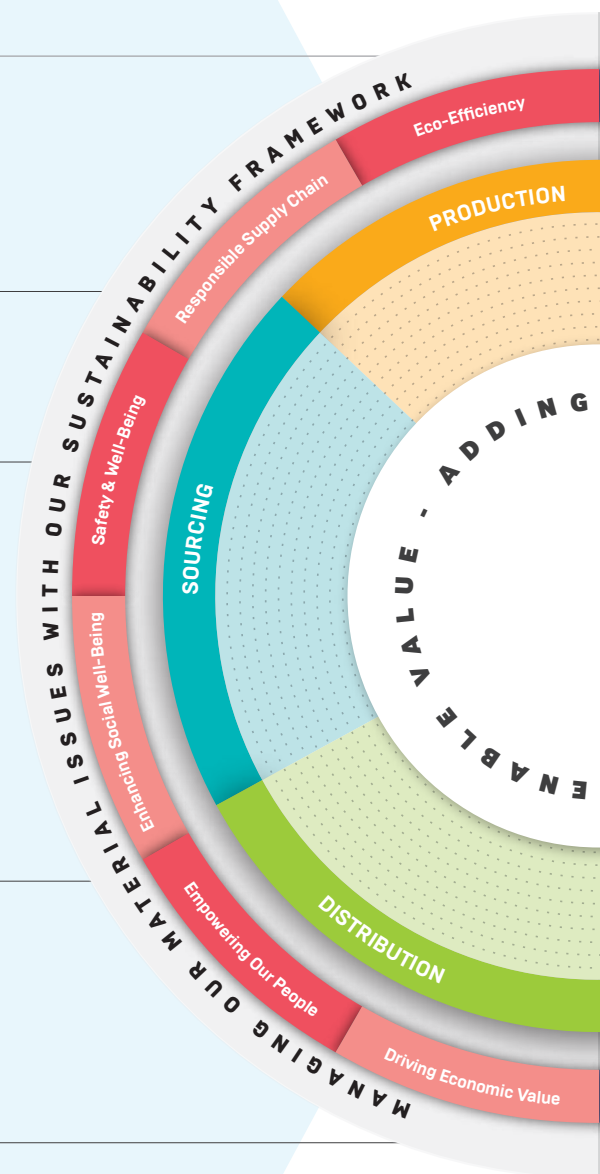 MANAGING OUR MATERIAL ISSUES WITH OUR SUSTAINABILITY FRAMEWORK
Eco-Efficiency
Responsible Supply Chain
Safety & Well-Being
Enhancing Social Well-Being
Empowering Our People
Driving Economic Value
PRODUCTION
SOURCING
DISTRIBUTION
ENABLE VALUE - ADDING